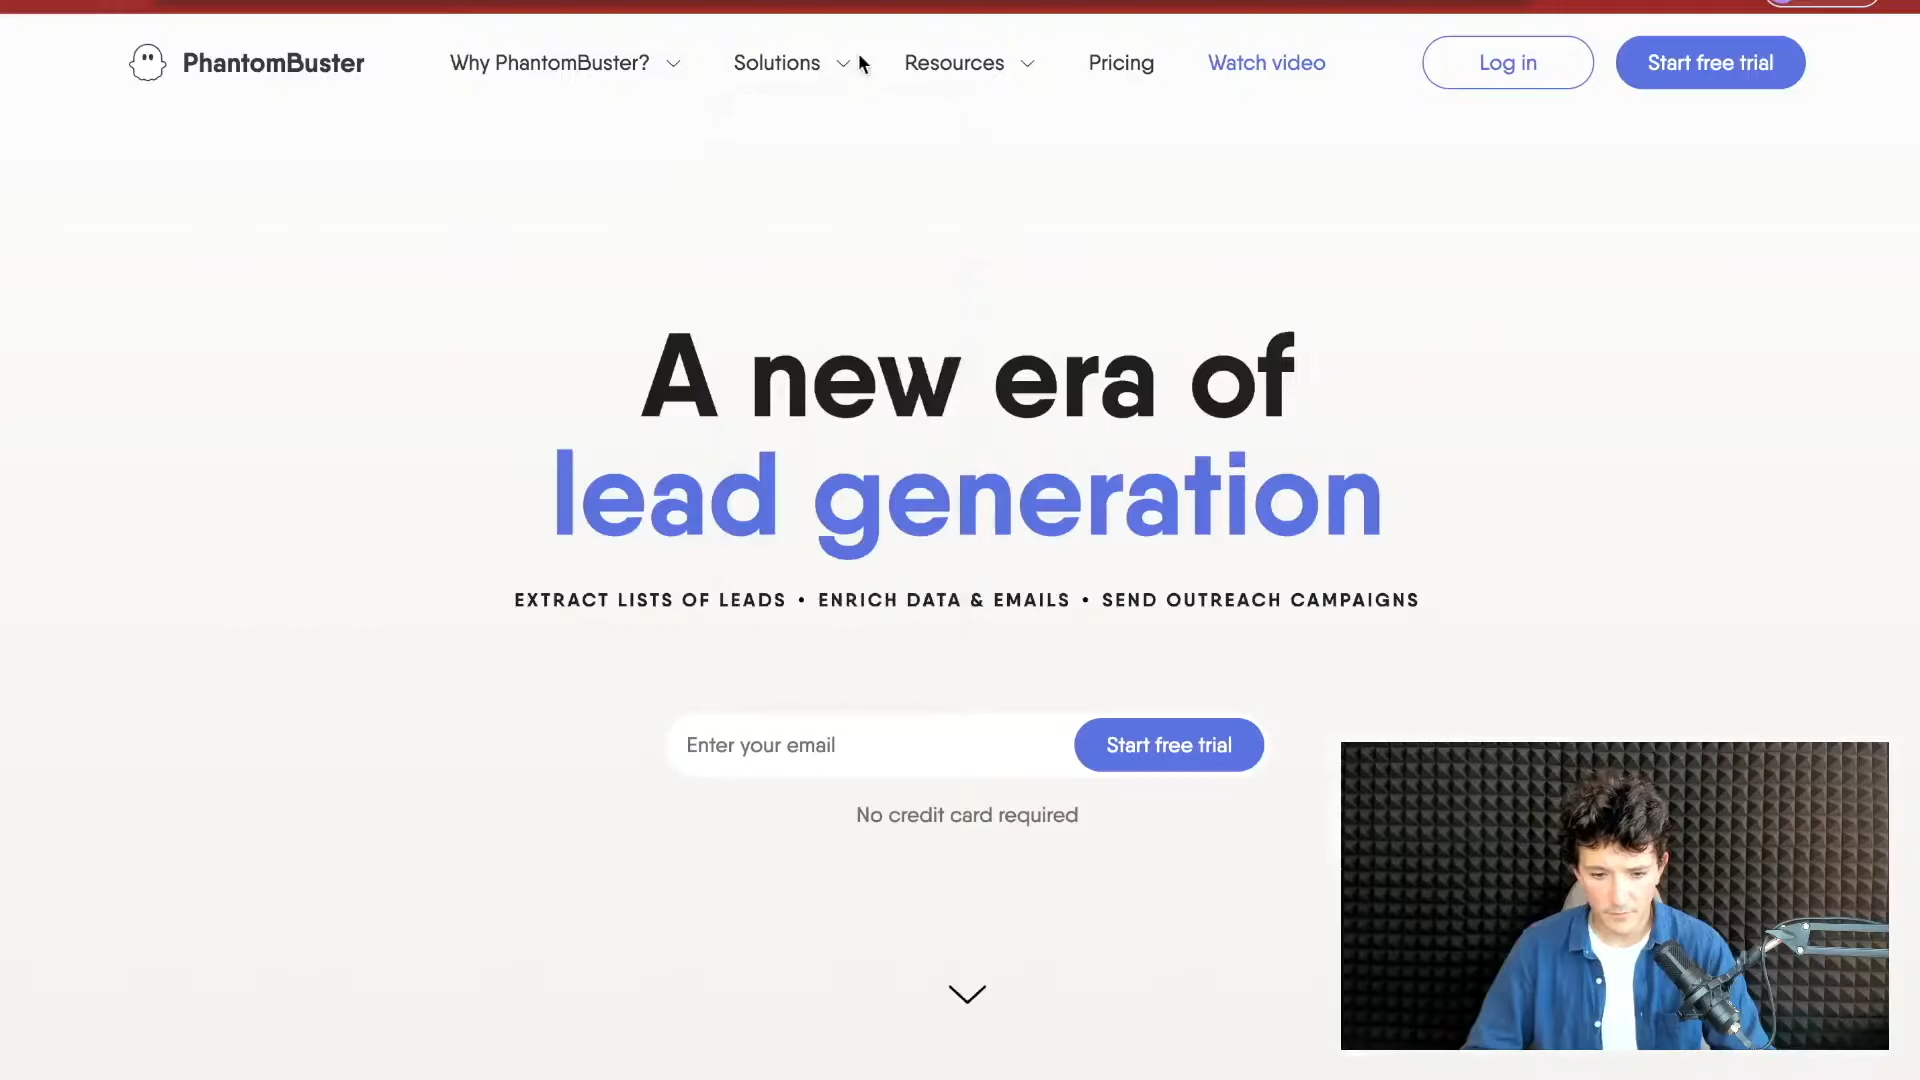 PhantomBuster
Why PhantomBuster?
Solutions
Resources
Pricing
Watch video
Log in
Start free trial
A new era of
lead generation
EXTRACT LISTS OF LEADS • ENRICH DATA & EMAILS • SEND OUTREACH CAMPAIGNS
Enter your email
Start free trial
No credit card required